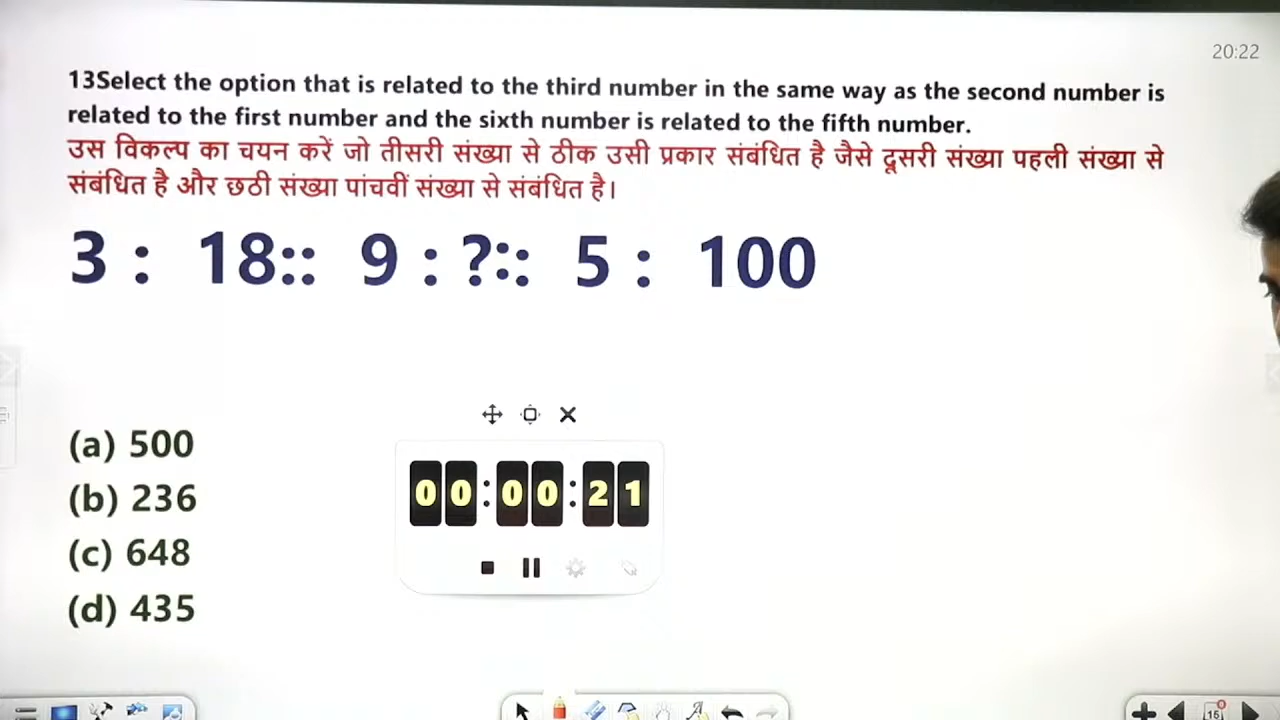 20:22
13Select the option that is related to the third number in the same way as the second number is
related to the first number and the sixth number is related to the fifth number.
उस विकल्प का चयन करें जो तीसरी संख्या से ठीक उसी प्रकार संबंधित है जैसे दूसरी संख्या पहली संख्या से
संबंधित है और छठी संख्या पांचवीं संख्या से संबंधित है।
3 : 18:: 9 : ?:: 5 : 100
(a) 500
(b) 236
(c) 648
(d) 435
00:00:21
15